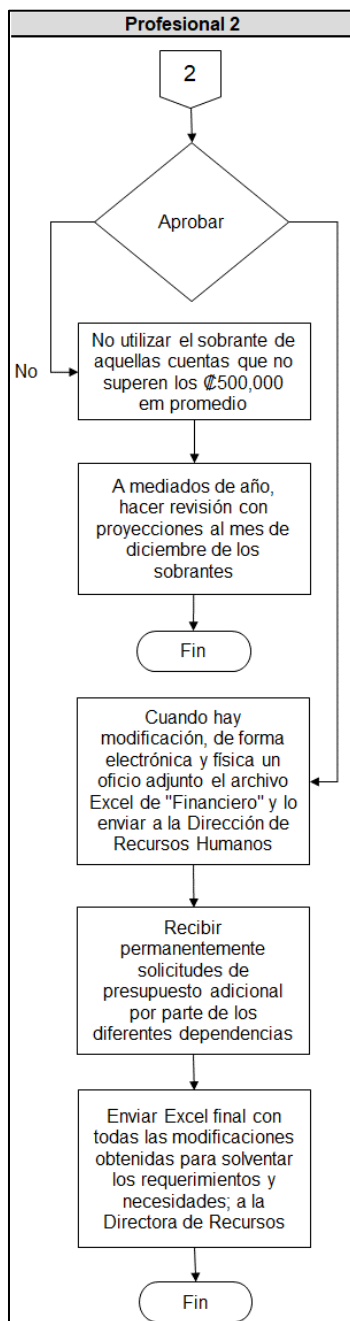 Profesional 2
2
Aprobar
No utilizar el sobrante de
aquellas cuentas que no
superen los ₡500,000
em promedio
No
A mediados de año,
hacer revisión con
proyecciones al mes de
diciembre de los
sobrantes
Fin
Cuando hay
modificación, de forma
electrónica y física un
oficio adjunto el archivo
Excel de "Financiero" y lo
enviar a la Dirección de
Recursos Humanos
Recibir
permanentemente
solicitudes de
presupuesto adicional
por parte de los
diferentes dependencias
Enviar Excel final con
todas las modificaciones
obtenidas para solventar
los requerimientos y
necesidades; a la
Directora de Recursos
Fin